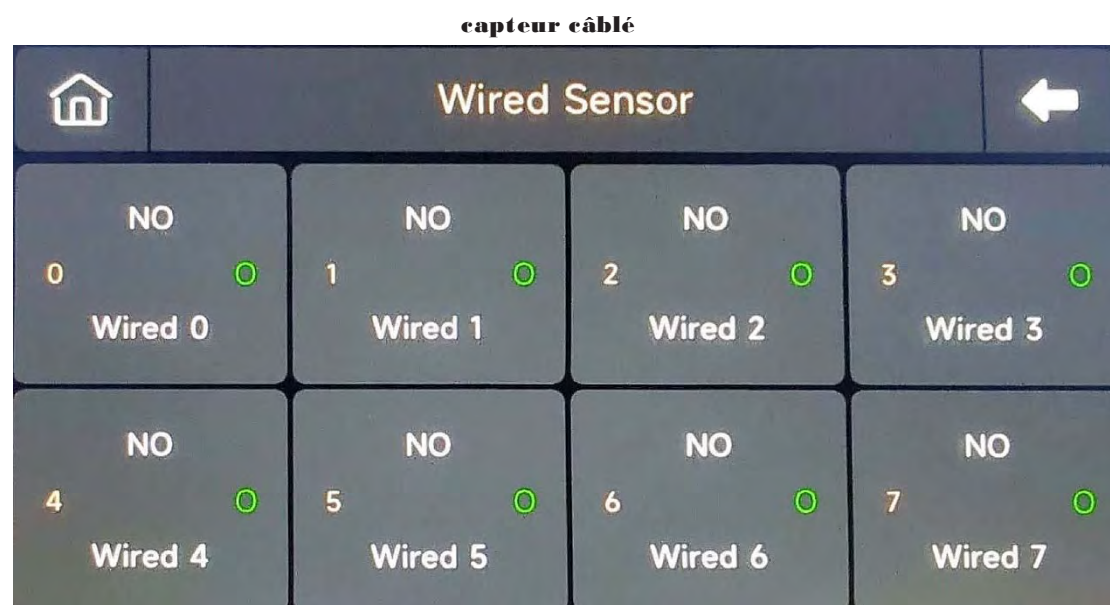 capteur câblé
Wired Sensor
NO NO NO NO
0 O 1 O 2 O 3 O
Wired 0 Wired 1 Wired 2 Wired 3
NO NO NO NO
4 O 5 O 6 O 7 O
Wired 4 Wired 5 Wired 6 Wired 7